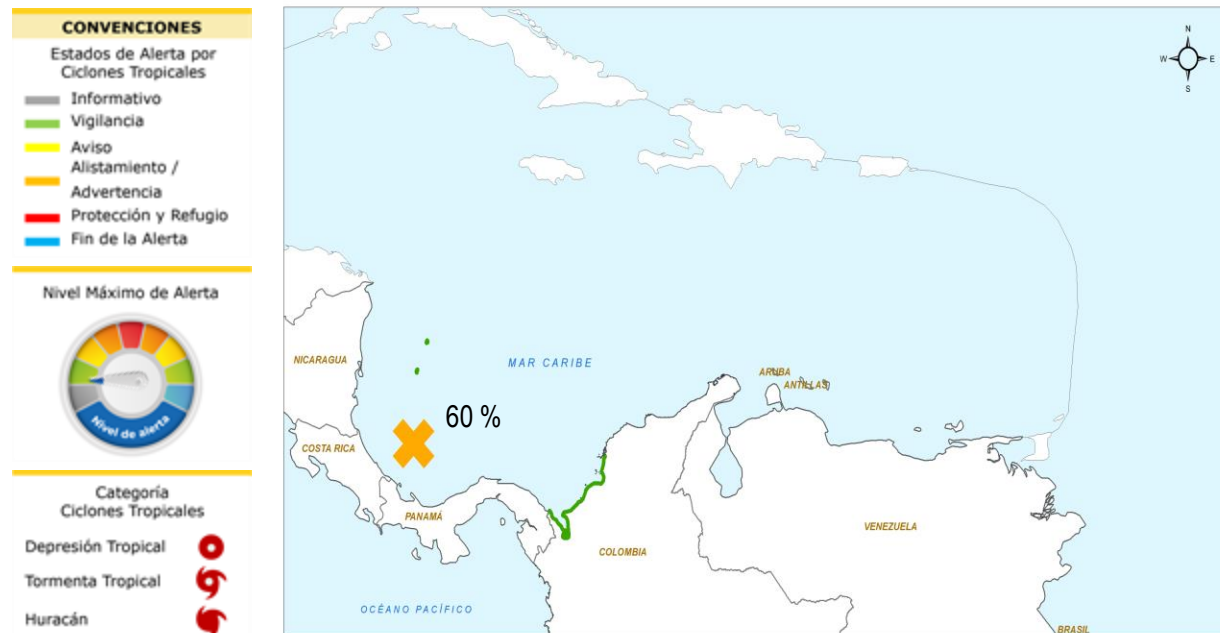 CONVENCIONES
Estados de Alerta por
Ciclones Tropicales
Informativo
Vigilancia
Aviso
Alistamiento /
Advertencia
Protección y Refugio
Fin de la Alerta
Nivel Máximo de Alerta
Nivel de alerta
Categoría
Ciclones Tropicales
Depresión Tropical
Tormenta Tropical
Huracán
N
W
E
S
NICARAGUA
MAR CARIBE
ARUBA
ANTILLAS
60 %
COSTA RICA
PANAMÁ
VENEZUELA
COLOMBIA
OCÉANO PACÍFICO
BRASIL